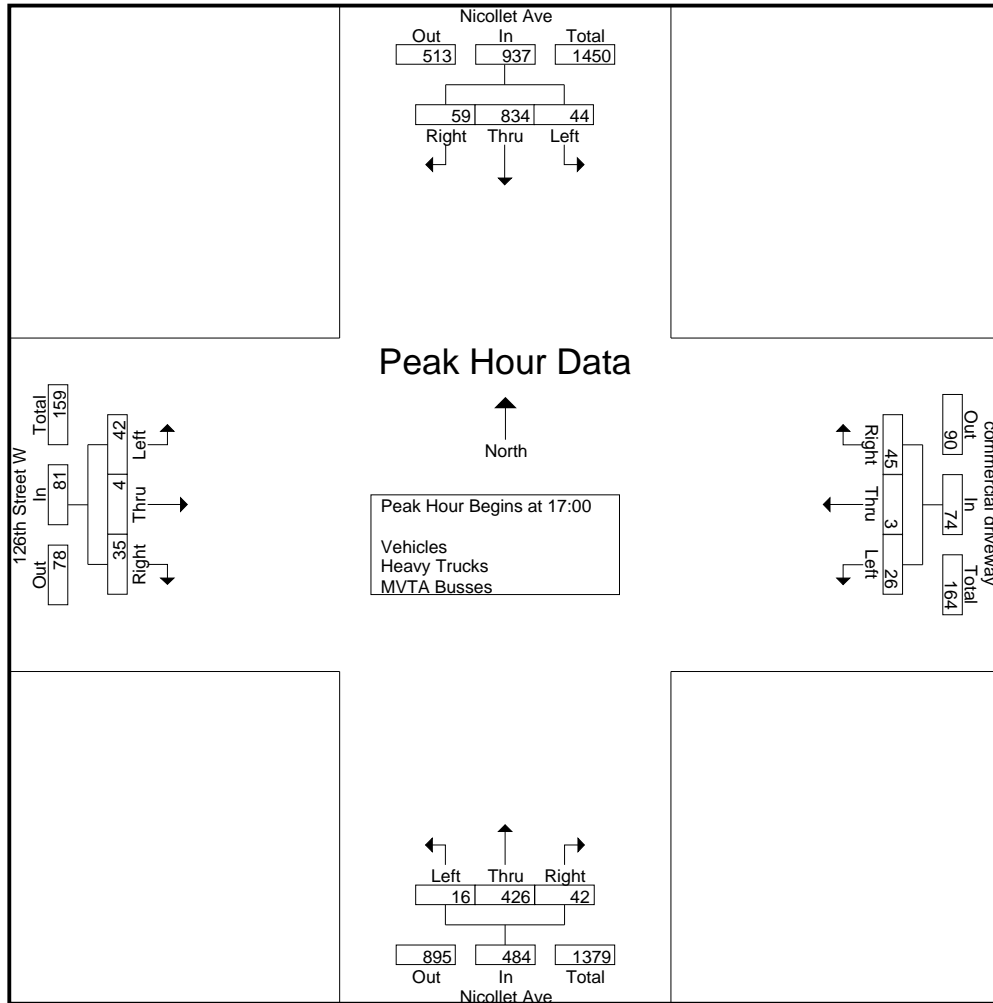 Nicollet Ave
Out In Total
513 937 1450
59 834 44
Right Thru Left
Peak Hour Data
North
Peak Hour Begins at 17:00
Vehicles
Heavy Trucks
MVTA Busses
126th Street W
Total In Out
159 81 78
42 4 35
Left Thru Right
commercial driveway
Out In Total
90 74 164
45 3 26
Right Thru Left
Left Thru Right
16 426 42
895 484 1379
Out In Total
Nicollet Ave